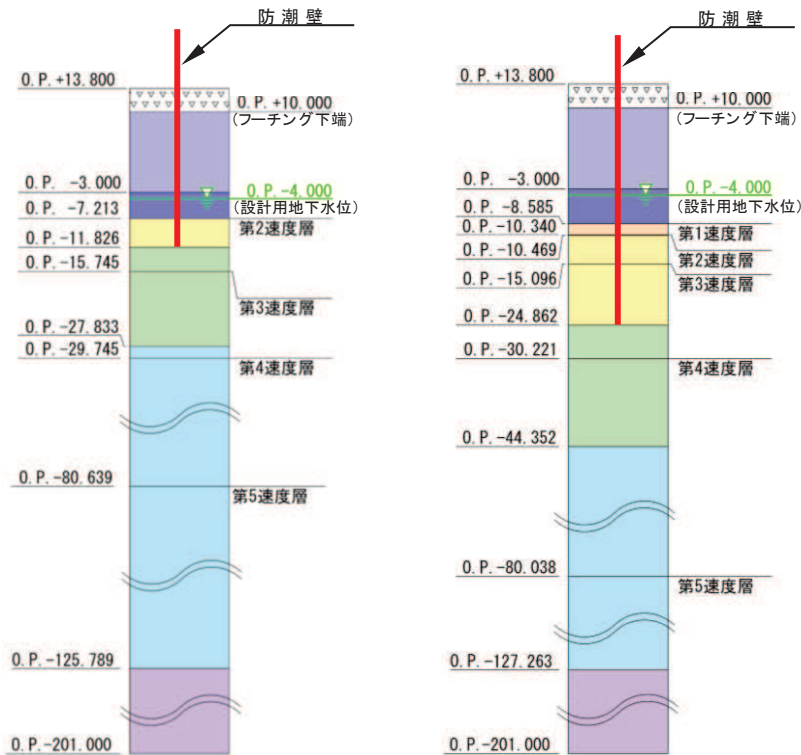 防潮壁
O.P.+13.800
O.P. +10.000
(フーチング下端)
O.P. -3.000
O.P.-4.000
(設計用地下水位)
O.P. -7.213
第2速度層
O.P.-11.826
O.P.-15.745
第3速度層
O.P.-27.833
O.P.-29.745
第4速度層
O.P.-80.639
第5速度層
O.P.-125.789
O.P.-201.000
防潮壁
O.P.+13.800
O.P. +10.000
(フーチング下端)
O.P. -3.000
O.P.-4.000
(設計用地下水位)
O.P. -8.585
O.P.-10.340
第1速度層
O.P.-10.469
第2速度層
O.P.-15.096
第3速度層
O.P.-24.862
O.P.-30.221
第4速度層
O.P.-44.352
O.P.-80.038
第5速度層
O.P.-127.263
O.P.-201.000